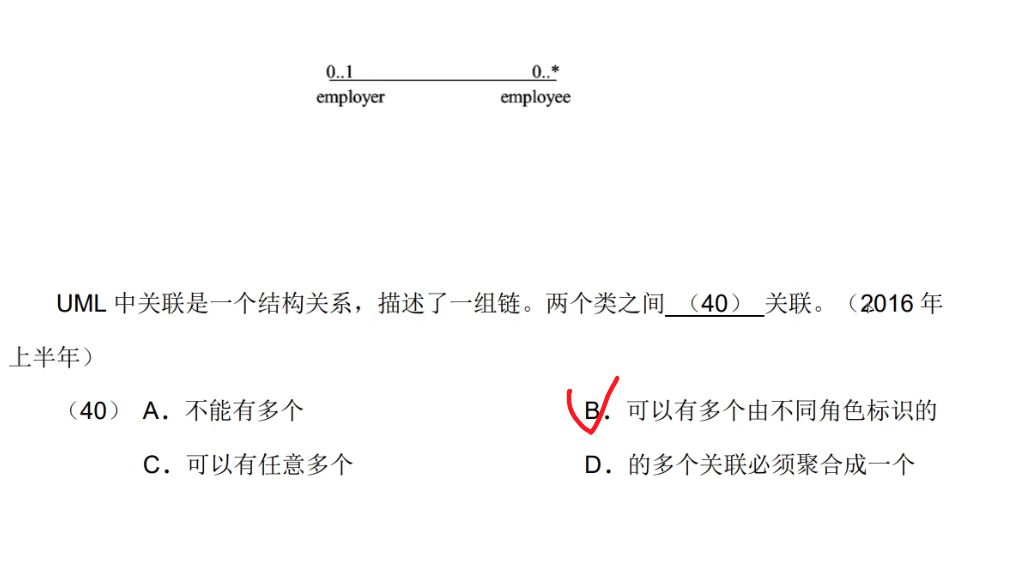 0..1 0..*
employer employee
UML 中关联是一个结构关系，描述了一组链。两个类之间 （40） 关联。（2016 年
上半年）
（40） A．不能有多个 B．可以有多个由不同角色标识的
C．可以有任意多个 D．的多个关联必须聚合成一个